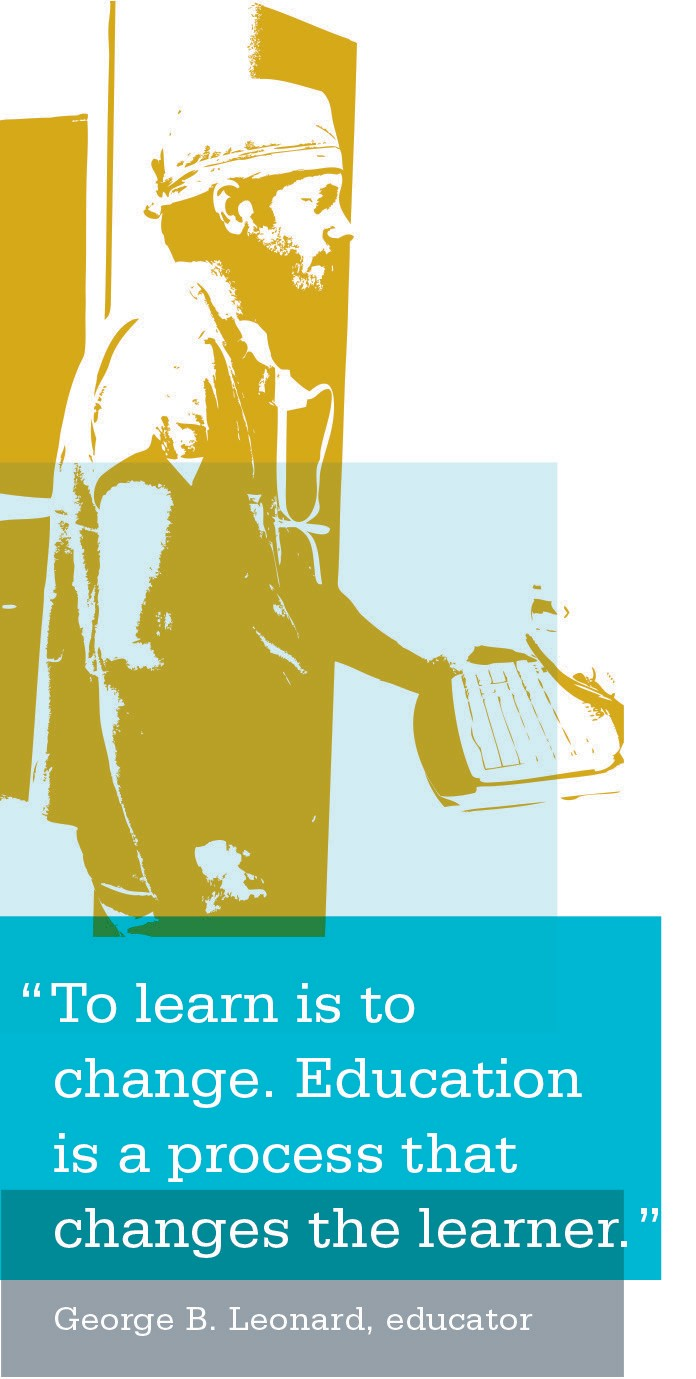 “To learn is to
change. Education
is a process that
changes the learner.”
George B. Leonard, educator